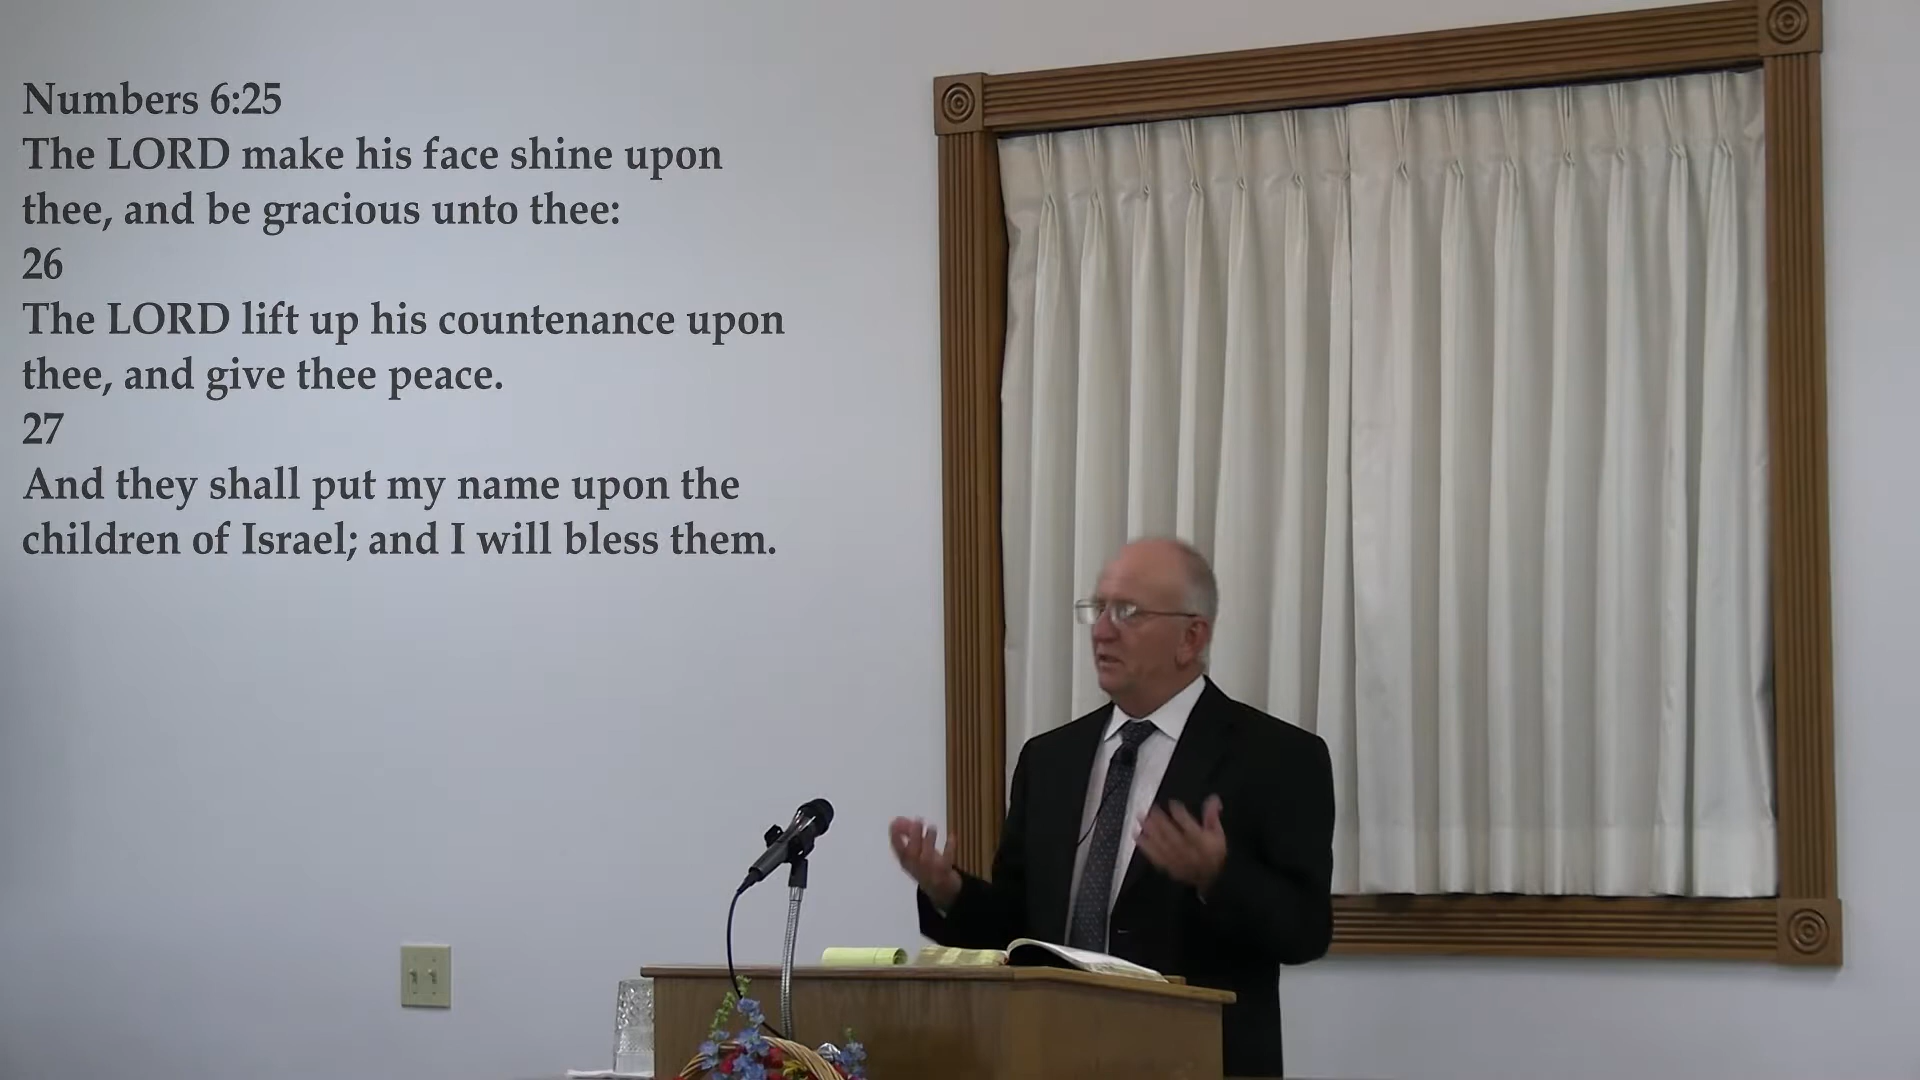 Numbers 6:25
The LORD make his face shine upon
thee, and be gracious unto thee:
26
The LORD lift up his countenance upon
thee, and give thee peace.
27
And they shall put my name upon the
children of Israel; and I will bless them.